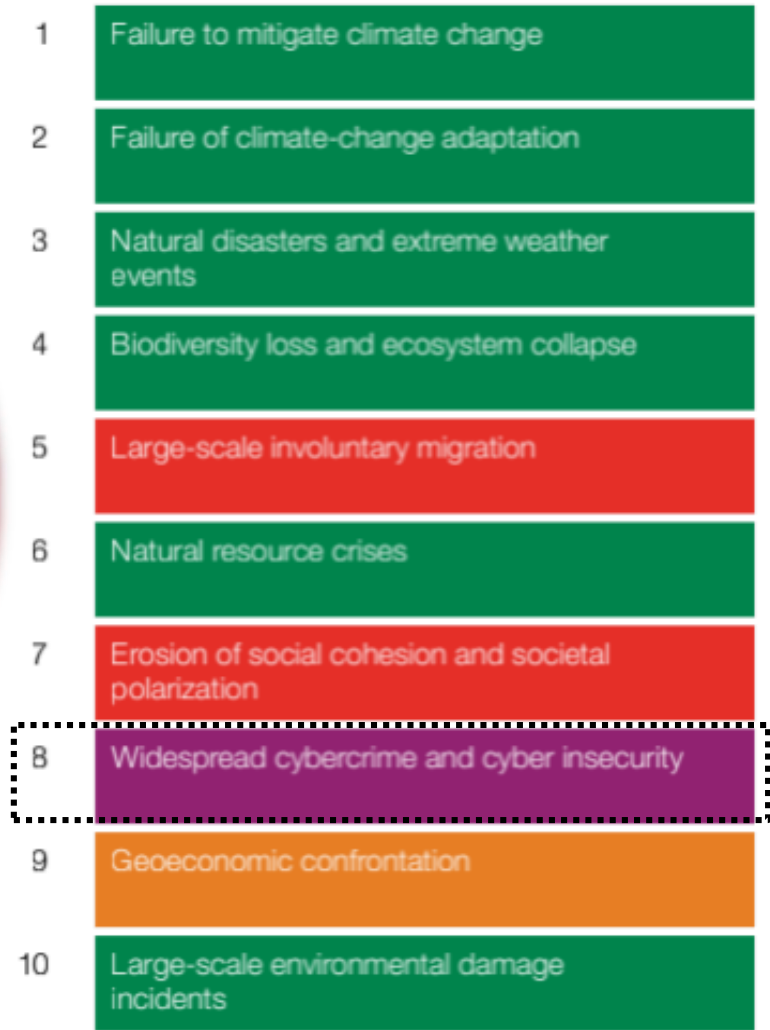 1 Failure to mitigate climate change
2 Failure of climate-change adaptation
3 Natural disasters and extreme weather
events
4 Biodiversity loss and ecosystem collapse
5 Large-scale involuntary migration
6 Natural resource crises
7 Erosion of social cohesion and societal
polarization
8 Widespread cybercrime and cyber insecurity
9 Geoeconomic confrontation
10 Large-scale environmental damage
incidents